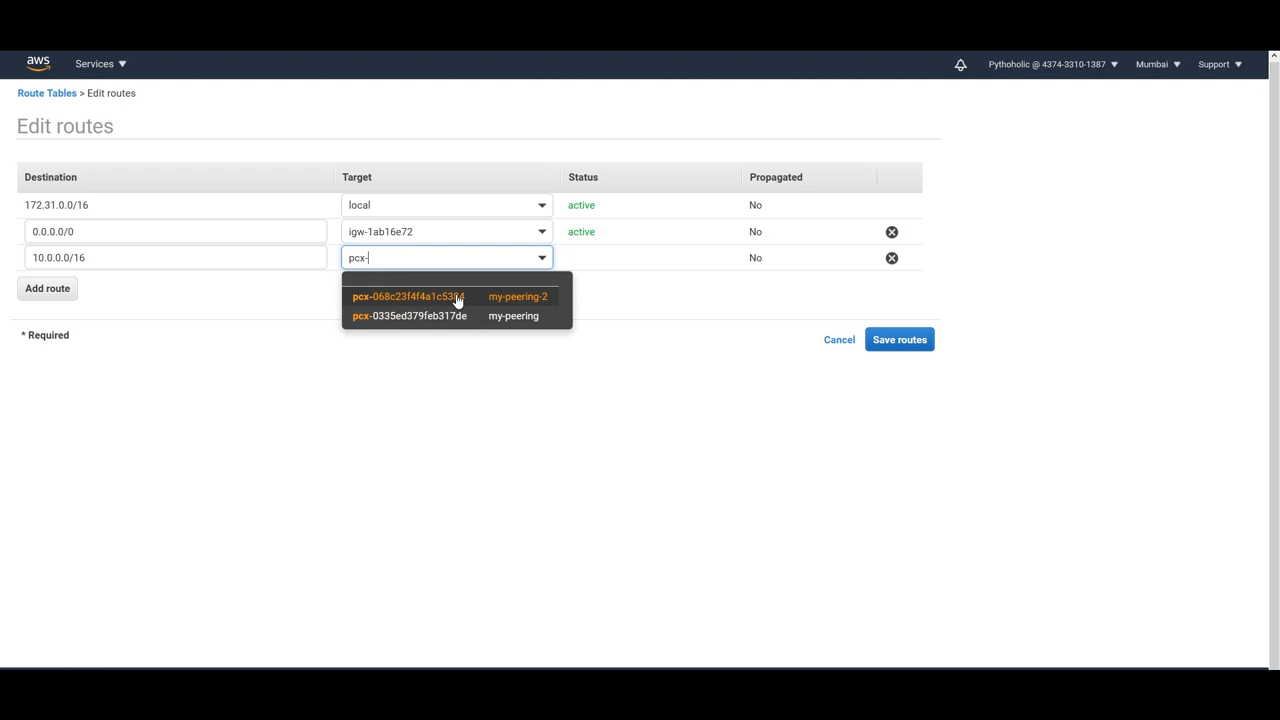 aws Services Pythoholic @ 4374-3310-1387 Mumbai Support
Route Tables > Edit routes
Edit routes
Destination Target Status Propagated
172.31.0.0/16 local active No
0.0.0.0/0 igw-1ab16e72 active No
10.0.0.0/16 pcx- No
Add route
pcx-068c23f4f4a1c5384 my-peering-2
pcx-0335ed379feb317de my-peering
* Required
Cancel Save routes